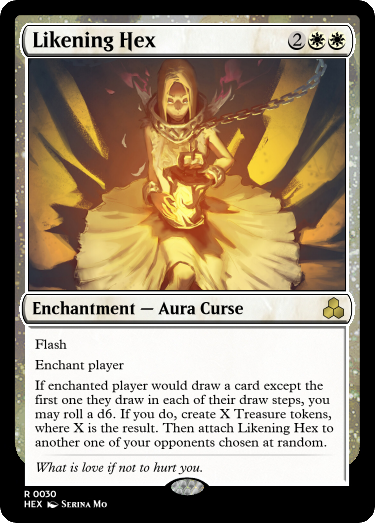 Likening Hex 2
Enchantment — Aura Curse
Flash
Enchant player
If enchanted player would draw a card except the
first one they draw in each of their draw steps, you
may roll a d6. If you do, create X Treasure tokens,
where X is the result. Then attach Likening Hex to
another one of your opponents chosen at random.
What is love if not to hurt you.
R 0030
HEX Serina Mo